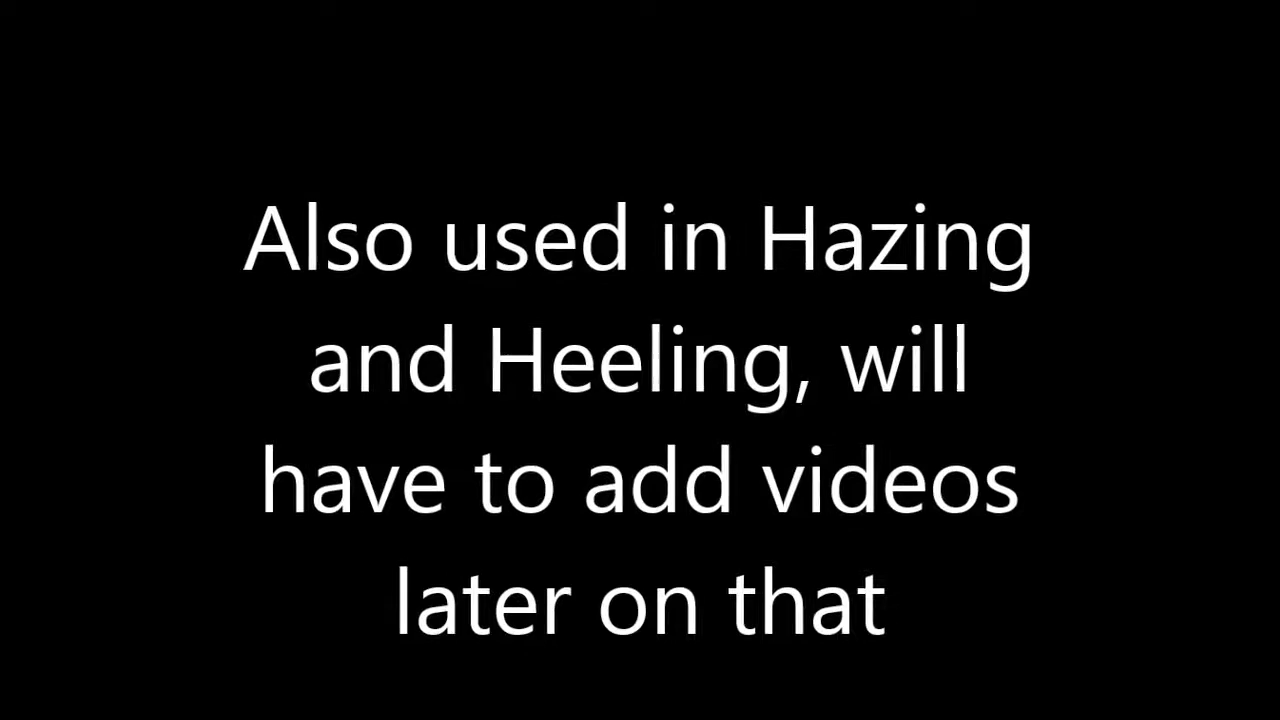 Also used in Hazing
and Heeling, will
have to add videos
later on that